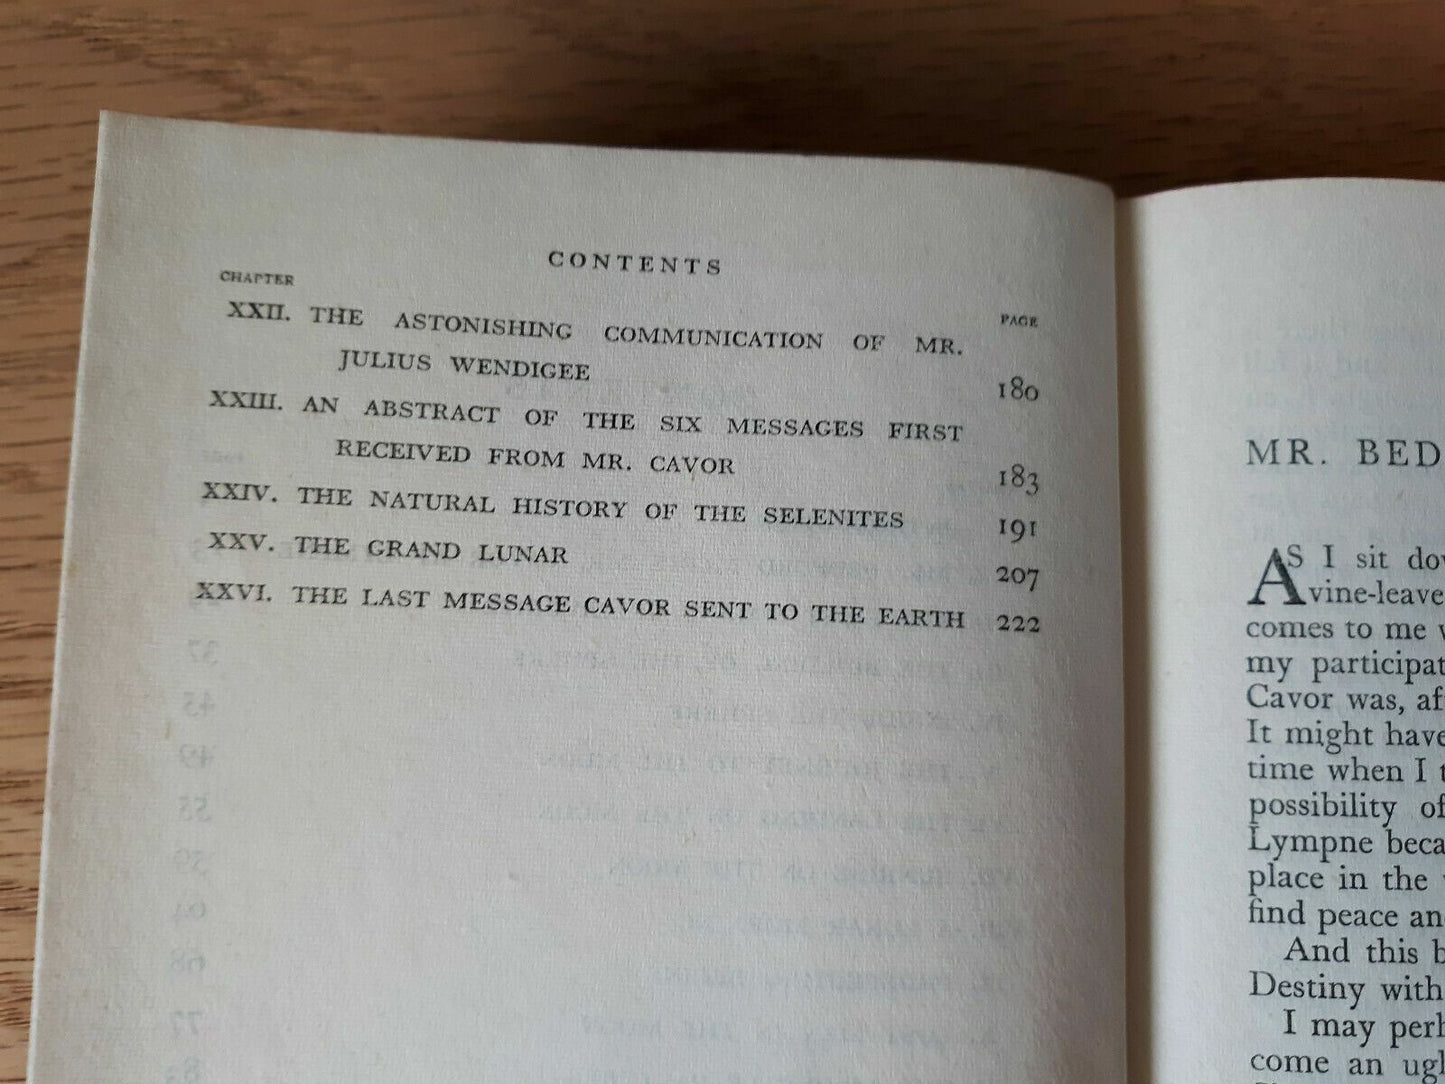 CONTENTS
CHAPTER
PAGE
XXII. THE ASTONISHING COMMUNICATION OF MR.
JULIUS WENDIGEE 180
XXIII. AN ABSTRACT OF THE SIX MESSAGES FIRST
RECEIVED FROM MR. CAVOR 183
XXIV. THE NATURAL HISTORY OF THE SELENITES 191
XXV. THE GRAND LUNAR 207
XXVI. THE LAST MESSAGE CAVOR SENT TO THE EARTH 222
MR. BED
AS I sit dow
vine-leave
comes to me w
my participat
Cavor was, af
It might have
time when I t
possibility of
Lympne beca
place in the
find peace an
And this b
Destiny with
I may perh
come an ugl